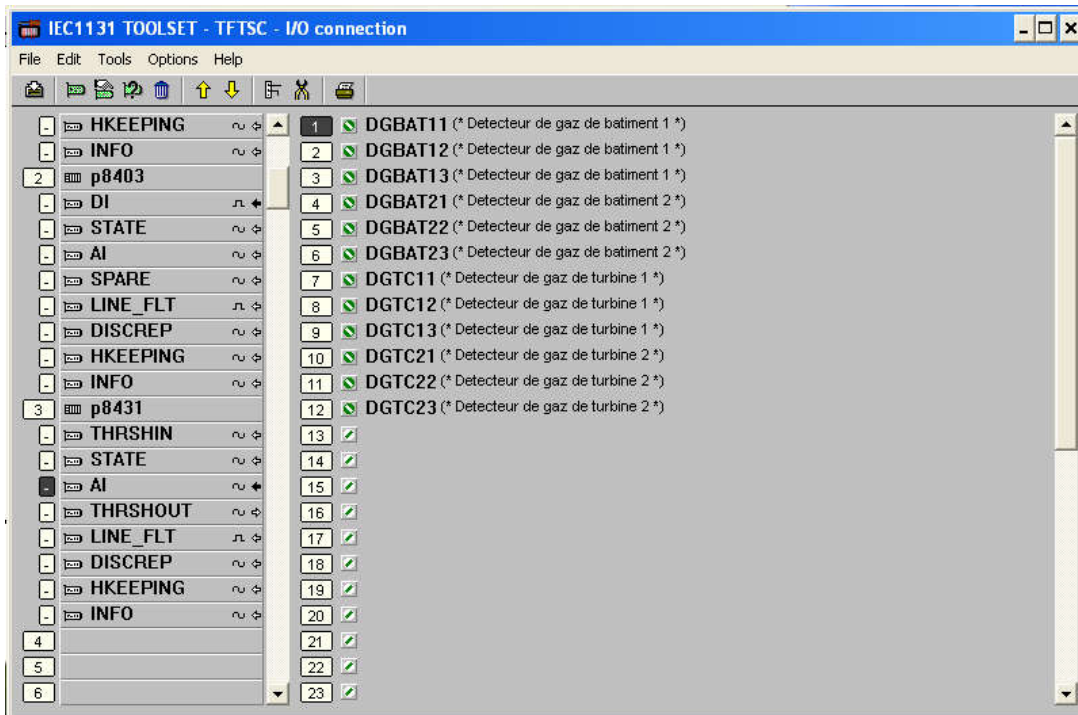 IEC1131 TOOLSET - TFTSC - I/O connection
File Edit Tools Options Help
- HKEEPING
- INFO
2 p8403
- DI
- STATE
- AI
- SPARE
- LINE_FLT
- DISCREP
- HKEEPING
- INFO
3 p8431
- THRSHIN
- STATE
- AI
- THRSHOUT
- LINE_FLT
- DISCREP
- HKEEPING
- INFO
4
5
6
1 DGBAT11 (* Detecteur de gaz de batiment 1 *)
2 DGBAT12 (* Detecteur de gaz de batiment 1 *)
3 DGBAT13 (* Detecteur de gaz de batiment 1 *)
4 DGBAT21 (* Detecteur de gaz de batiment 2 *)
5 DGBAT22 (* Detecteur de gaz de batiment 2 *)
6 DGBAT23 (* Detecteur de gaz de batiment 2 *)
7 DGTC11 (* Detecteur de gaz de turbine 1 *)
8 DGTC12 (* Detecteur de gaz de turbine 1 *)
9 DGTC13 (* Detecteur de gaz de turbine 1 *)
10 DGTC21 (* Detecteur de gaz de turbine 2 *)
11 DGTC22 (* Detecteur de gaz de turbine 2 *)
12 DGTC23 (* Detecteur de gaz de turbine 2 *)
13
14
15
16
17
18
19
20
21
22
23